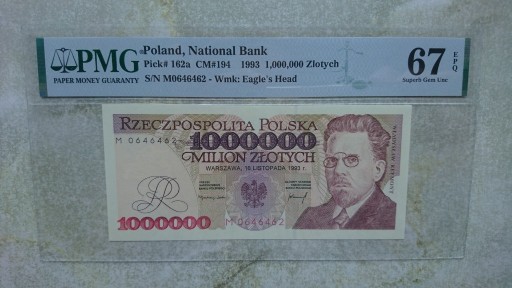 PMG
PAPER MONEY GUARANTY
Poland, National Bank
Pick# 162a CM#194 1993 1,000,000 Zlotych
S/N M0646462 - Wmk: Eagle's Head
67 EPQ
Superb Gem Unc
RZECZPOSPOLITA POLSKA
M 0646462
1000000
MILION ZŁOTYCH
WARSZAWA, 16 LISTOPADA 1993 r.
1000000
M 0646462